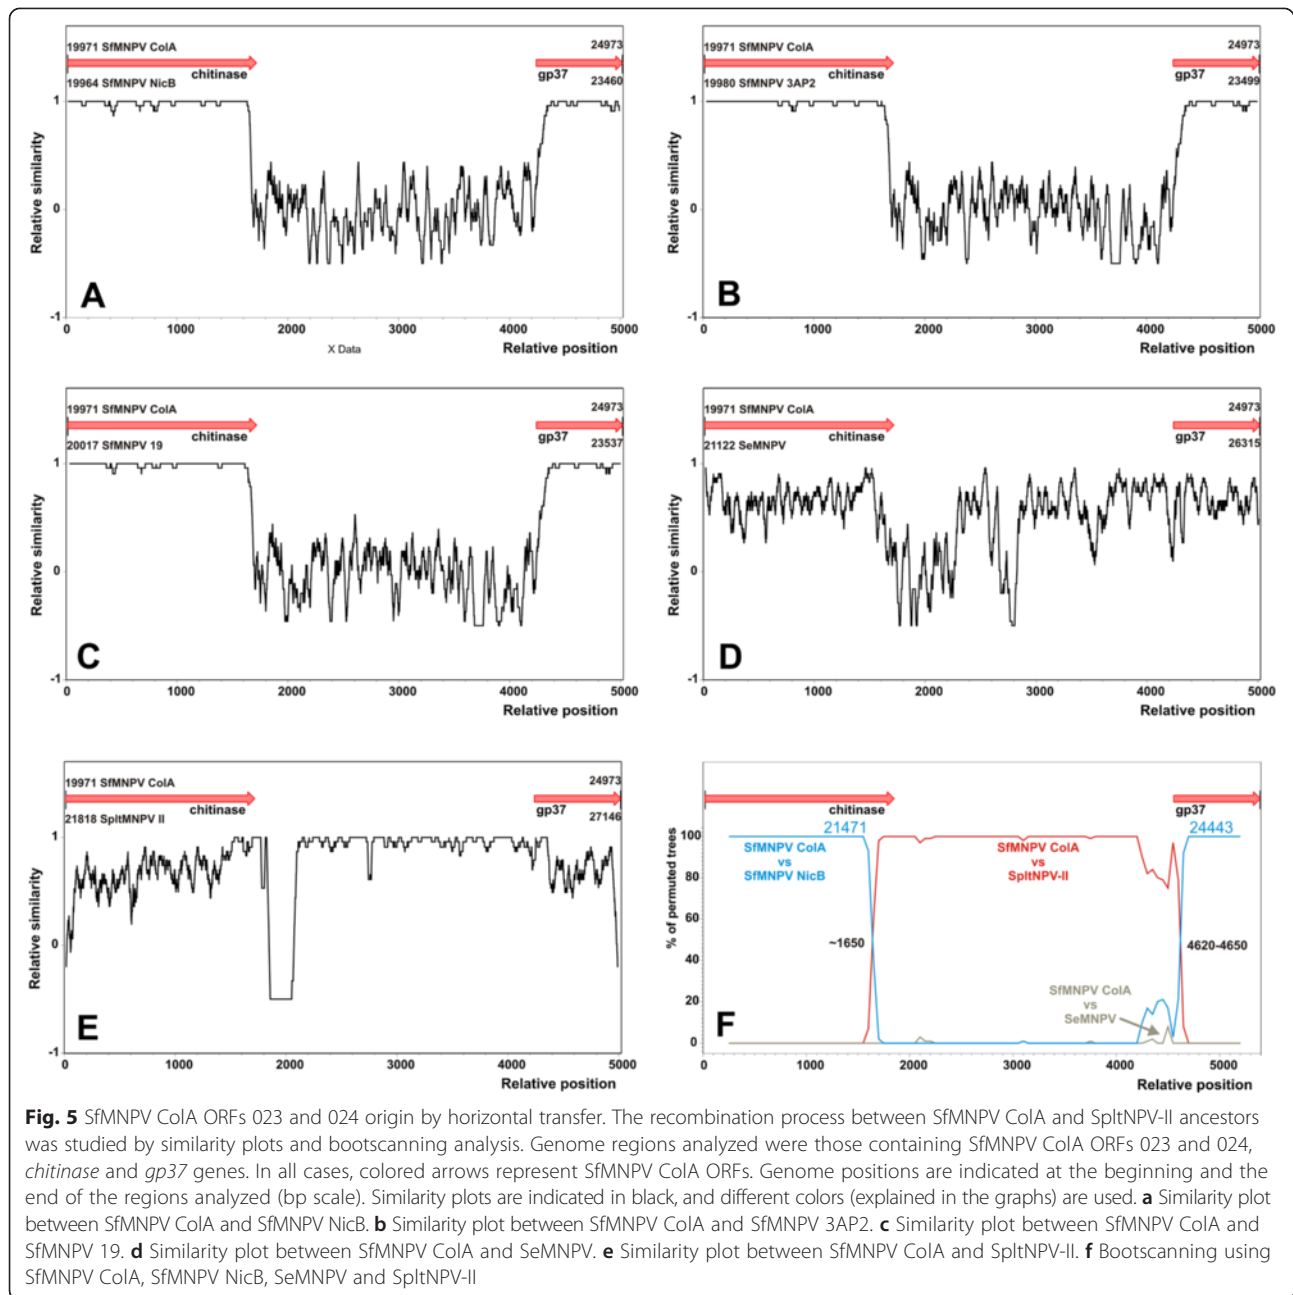 19971 SfMNPV ColA
24973
chitinase
gp37
19964 SfMNPV NicB
23460
1
0
-1
Relative similarity
A
0 1000 2000 3000 4000 5000
X Data
Relative position
19971 SfMNPV ColA
24973
chitinase
gp37
19980 SfMNPV 3AP2
23499
1
0
-1
Relative similarity
B
0 1000 2000 3000 4000 5000
Relative position
19971 SfMNPV ColA
24973
chitinase
gp37
20017 SfMNPV 19
23537
1
0
-1
Relative similarity
C
0 1000 2000 3000 4000 5000
Relative position
19971 SfMNPV ColA
24973
chitinase
gp37
21122 SeMNPV
26315
1
0
-1
Relative similarity
D
0 1000 2000 3000 4000 5000
Relative position
19971 SfMNPV ColA
24973
chitinase
gp37
21818 SpltMNPV II
27146
1
0
-1
Relative similarity
E
0 1000 2000 3000 4000 5000
Relative position
chitinase
gp37
21471
24443
100
80
60
40
20
0
% of permuted trees
SfMNPV ColA
vs
SfMNPV NicB
SfMNPV ColA
vs
SpltNPV-II
~1650
4620-4650
SfMNPV ColA
vs
SeMNPV
F
0 1000 2000 3000 4000 5000
Relative position
Fig. 5 SfMNPV ColA ORFs 023 and 024 origin by horizontal transfer. The recombination process between SfMNPV ColA and SpltNPV-II ancestors
was studied by similarity plots and bootscanning analysis. Genome regions analyzed were those containing SfMNPV ColA ORFs 023 and 024,
chitinase and gp37 genes. In all cases, colored arrows represent SfMNPV ColA ORFs. Genome positions are indicated at the beginning and the
end of the regions analyzed (bp scale). Similarity plots are indicated in black, and different colors (explained in the graphs) are used. a Similarity plot
between SfMNPV ColA and SfMNPV NicB. b Similarity plot between SfMNPV ColA and SfMNPV 3AP2. c Similarity plot between SfMNPV ColA and
SfMNPV 19. d Similarity plot between SfMNPV ColA and SeMNPV. e Similarity plot between SfMNPV ColA and SpltNPV-II. f Bootscanning using
SfMNPV ColA, SfMNPV NicB, SeMNPV and SpltNPV-II